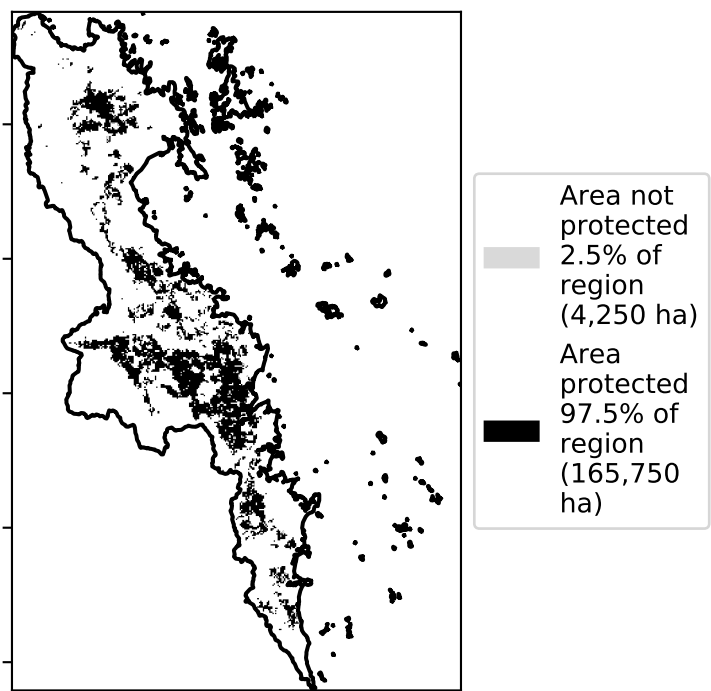 Area not
protected
2.5% of
region
(4,250 ha)
Area
protected
97.5% of
region
(165,750
ha)